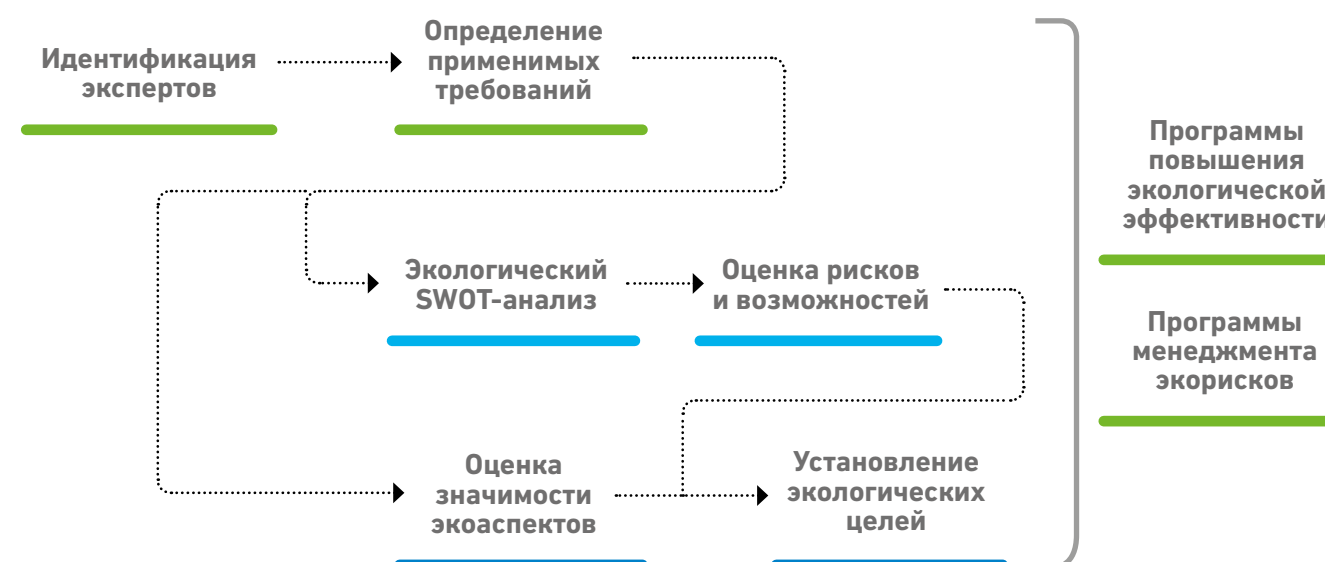 Идентификация
экспертов
Определение
применимых
требований
Экологический
SWOT-анализ
Оценка рисков
и возможностей
Оценка
значимости
экоаспектов
Установление
экологических
целей
Программы
повышения
экологической
эффективности
Программы
менеджмента
экорисков